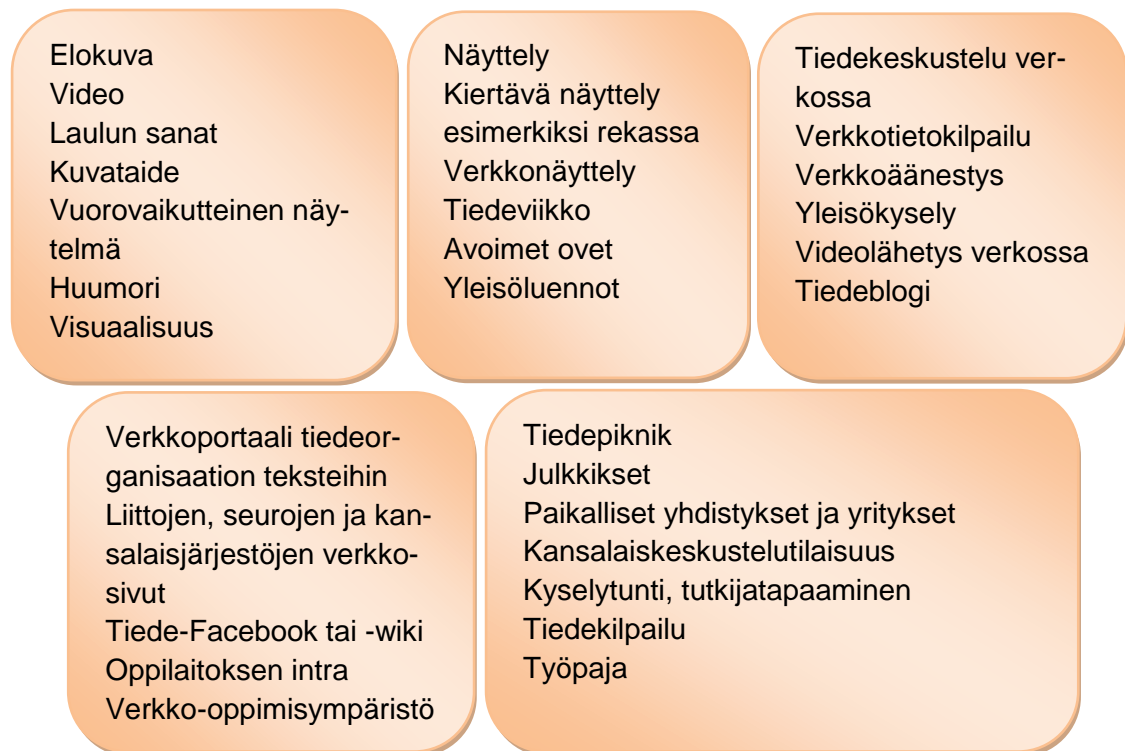 Elokuva
Video
Laulun sanat
Kuvataide
Vuorovaikutteinen näy-
telmä
Huumori
Visuaalisuus
Näyttely
Kiertävä näyttely
esimerkiksi rekassa
Verkkonäyttely
Tiedeviikko
Avoimet ovet
Yleisöluennot
Tiedekeskustelu ver-
kossa
Verkkotietokilpailu
Verkkoäänestys
Yleisökysely
Videolähetys verkossa
Tiedeblogi
Verkkoportaali tiedeor-
ganisaation teksteihin
Liittojen, seurojen ja kan-
salaisjärjestöjen verkko-
sivut
Tiede-Facebook tai -wiki
Oppilaitoksen intra
Verkko-oppimisympäristö
Tiedepiknik
Julkkikset
Paikalliset yhdistykset ja yritykset
Kansalaiskeskustelutilaisuus
Kyselytunti, tutkijatapaaminen
Tiedekilpailu
Työpaja